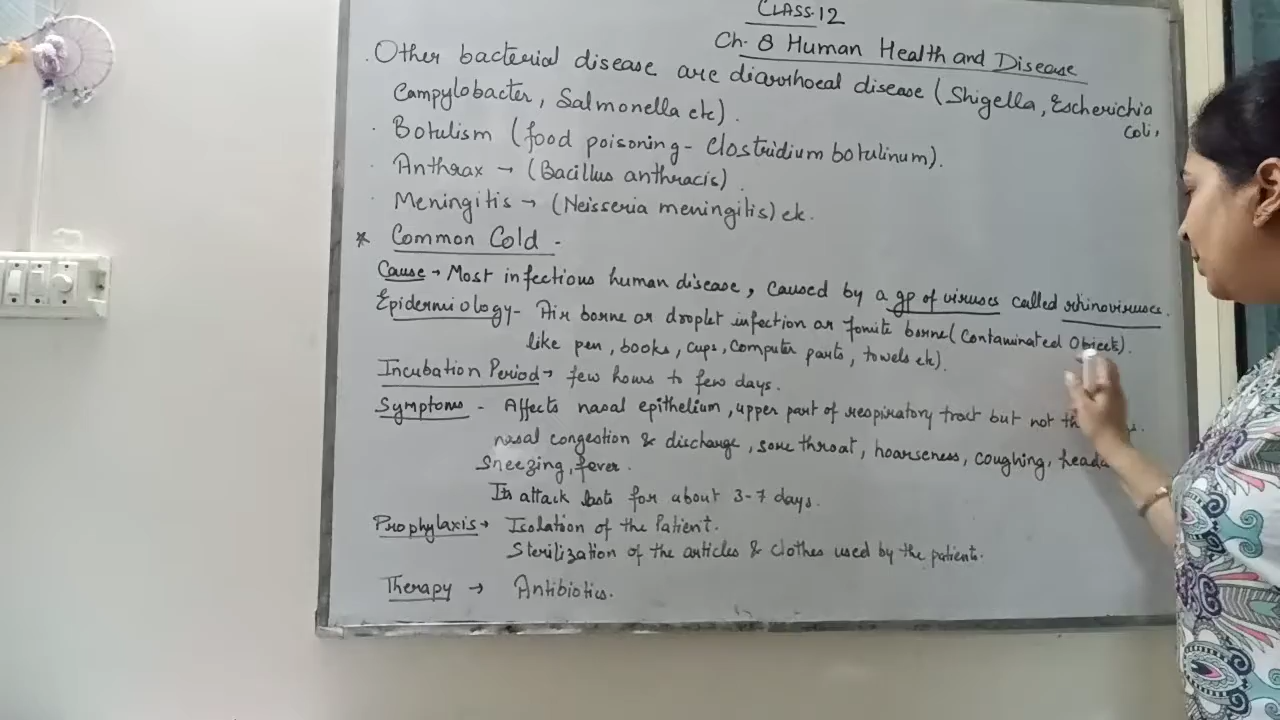 CLASS-12
Ch. 8 Human Health and Disease
. Other bacterial disease are diarrhoeal disease (Shigella, Escherichia coli,
Campylobacter, Salmonella etc).
. Botulism (food poisoning - Clostridium botulinum).
. Anthrax → (Bacillus anthracis)
. Meningitis → (Neisseria meningitis) etc.
* Common Cold -
Cause → Most infectious human disease, caused by a gp of viruses called rhinoviruses.
Epidermiology - Air borne or droplet infection or fomite borne (Contaminated Objects).
like pen, books, cups, computer parts, towels etc).
Incubation Period → few hours to few days.
Symptoms - Affects nasal epithelium, upper part of respiratory tract but not
nasal congestion & discharge, sore throat, hoarseness, coughing,
Sneezing, fever.
Its attack lasts for about 3-7 days.
Prophylaxis → Isolation of the Patient.
Sterilization of the articles & clothes used by the patients.
Therapy → Antibiotics.